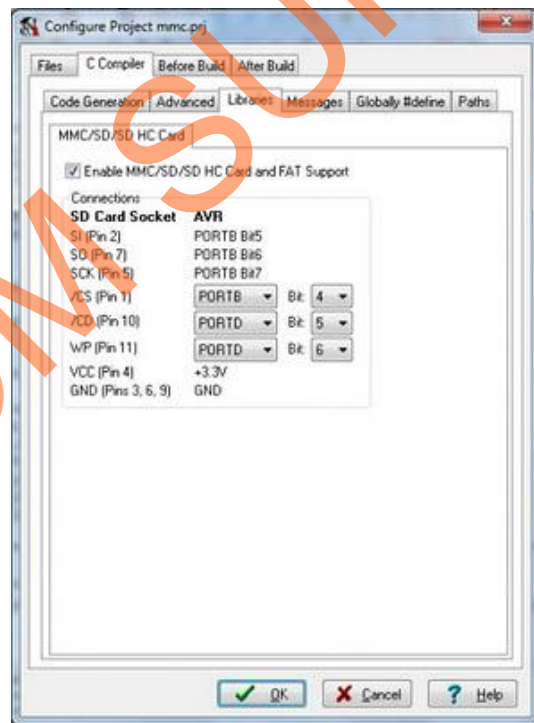 Configure Project mmc.prj
Files C Compiler Before Build After Build
Code Generation Advanced Libraries Messages Globally #define Paths
MMC/SD/SD HC Card
Enable MMC/SD/SD HC Card and FAT Support
Connections
SD Card Socket AVR
SI (Pin 2) PORTB Bit5
SO (Pin 7) PORTB Bit6
SCK (Pin 5) PORTB Bit7
/CS (Pin 1) PORTB Bit: 4
/CD (Pin 10) PORTD Bit: 5
WP (Pin 11) PORTD Bit: 6
VCC (Pin 4) +3.3V
GND (Pins 3, 6, 9) GND
OK Cancel ? Help